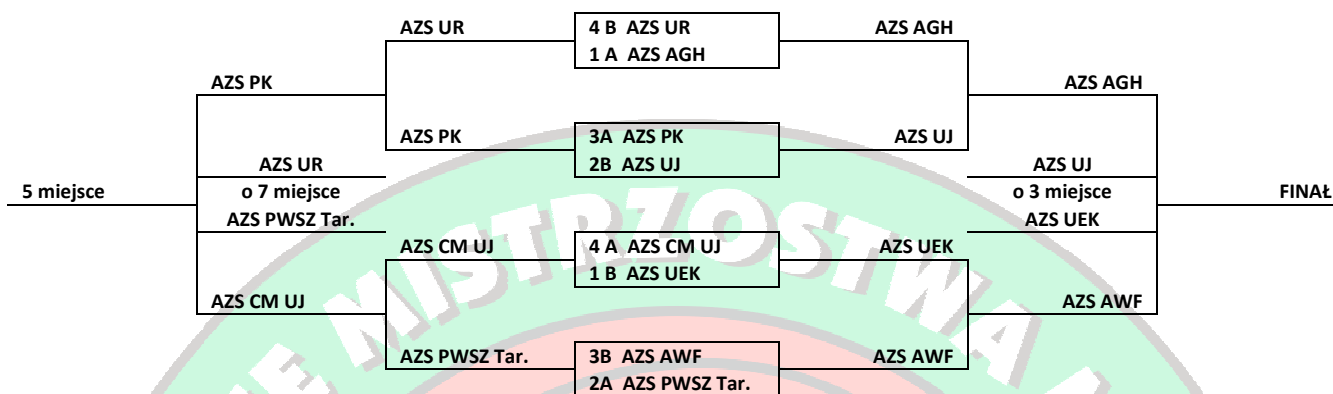 AZS UR
4 B AZS UR
AZS AGH
1 A AZS AGH
AZS PK
AZS AGH
AZS PK
3A AZS PK
AZS UJ
2B AZS UJ
AZS UR
AZS UJ
5 miejsce
o 7 miejsce
o 3 miejsce
FINAŁ
AZS PWSZ Tar.
AZS UEK
AZS CM UJ
4 A AZS CM UJ
AZS UEK
1 B AZS UEK
AZS CM UJ
AZS AWF
AZS PWSZ Tar.
3B AZS AWF
AZS AWF
2A AZS PWSZ Tar.
E MISTRZOSTWA